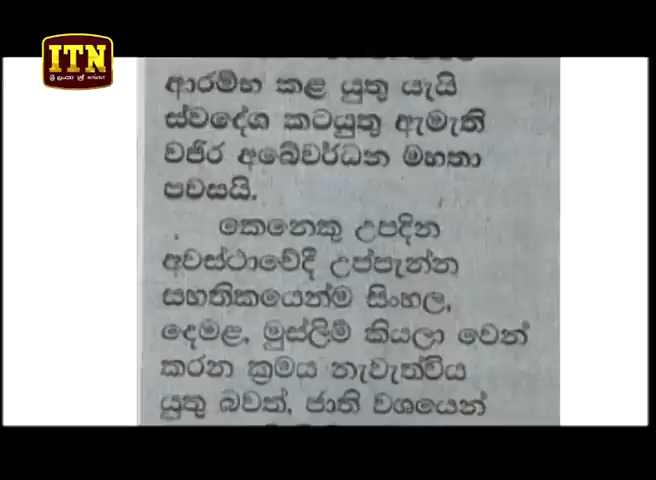 ITN
ආරම්භ කළ යුතු යැයි
ස්වදේශ කටයුතු ඇමැති
වජිර අබේවර්ධන මහතා
පවසයි.
කෙනෙකු උපදින
අවස්ථාවේදී උප්පැන්න
සහතිකයෙන්ම සිංහල,
දෙමළ, මුස්ලිම් කියලා වෙන්
කරන ක්‍රමය නැවැත්විය
යුතු බවත්, ජාති වශයෙන්